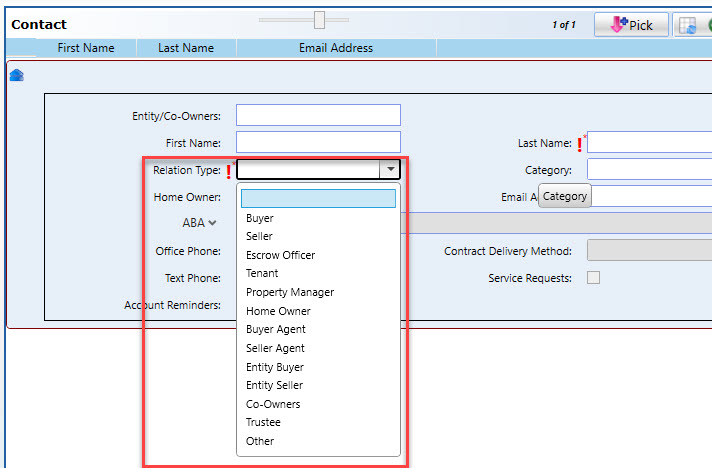 Contact
1 of 1
Pick
First Name Last Name Email Address
Entity/Co-Owners:
First Name: Last Name: !*
Relation Type: !* Category:
Home Owner: Email A Category
ABA
Office Phone: Contract Delivery Method:
Text Phone: Service Requests:
Account Reminders:
Buyer
Seller
Escrow Officer
Tenant
Property Manager
Home Owner
Buyer Agent
Seller Agent
Entity Buyer
Entity Seller
Co-Owners
Trustee
Other